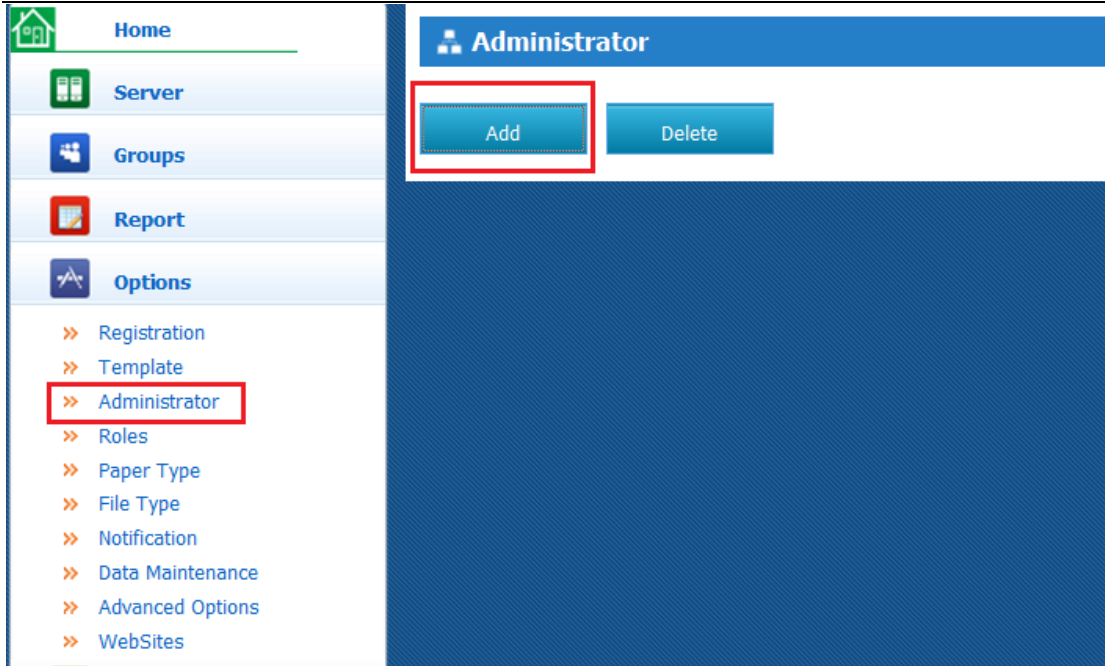 Home
Server
Groups
Report
Options
Registration
Template
Administrator
Roles
Paper Type
File Type
Notification
Data Maintenance
Advanced Options
WebSites
Administrator
Add
Delete